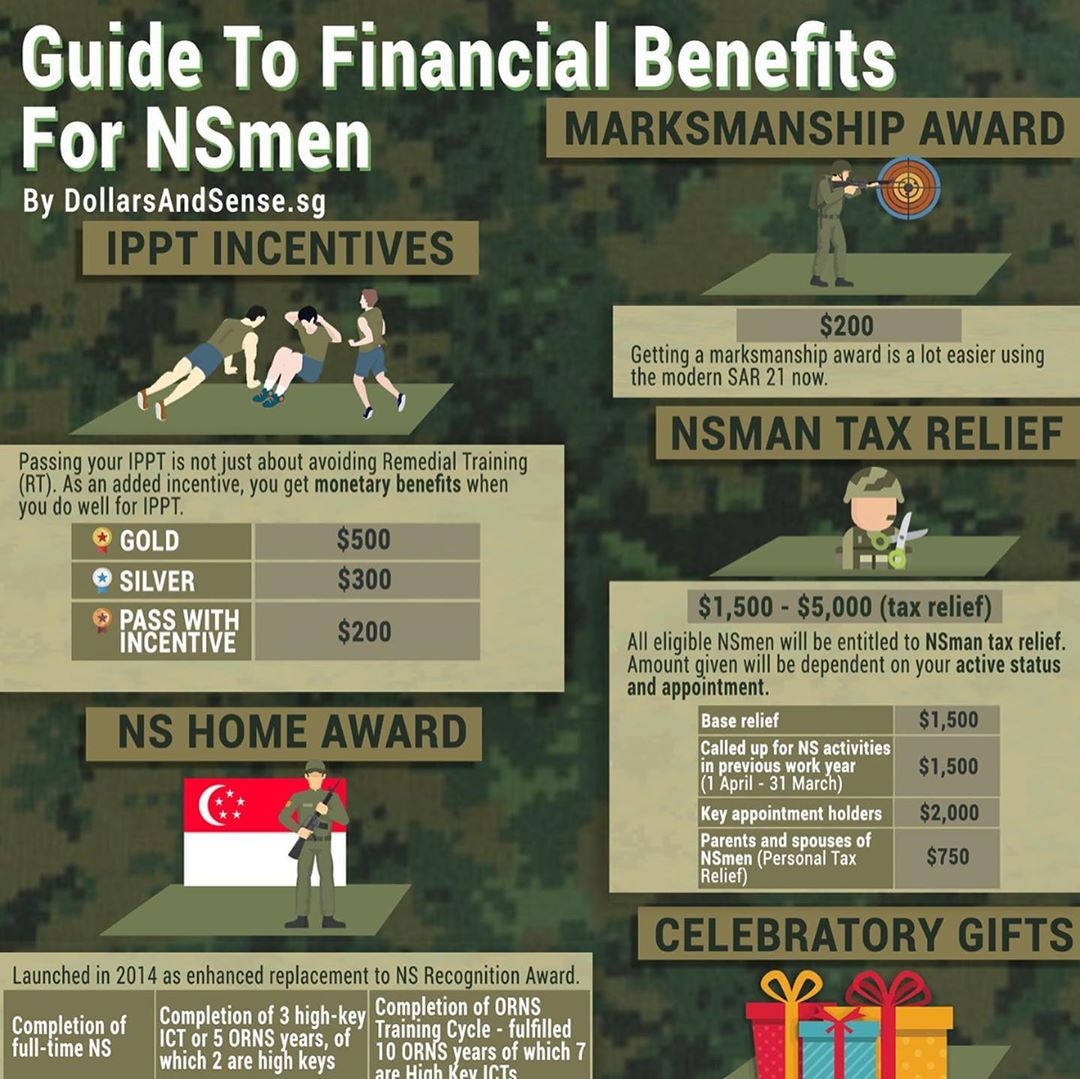 Guide To Financial Benefits
For NSmen
By DollarsAndSense.sg
IPPT INCENTIVES
Passing your IPPT is not just about avoiding Remedial Training
(RT). As an added incentive, you get monetary benefits when
you do well for IPPT.
GOLD $500
SILVER $300
PASS WITH
INCENTIVE $200
NS HOME AWARD
Launched in 2014 as enhanced replacement to NS Recognition Award.
Completion of
full-time NS
Completion of 3 high-key
ICT or 5 ORNS years, of
which 2 are high keys
Completion of ORNS
Training Cycle - fulfilled
10 ORNS years of which 7
are High Key ICTs
MARKSMANSHIP AWARD
$200
Getting a marksmanship award is a lot easier using
the modern SAR 21 now.
NSMAN TAX RELIEF
$1,500 - $5,000 (tax relief)
All eligible NSmen will be entitled to NSman tax relief.
Amount given will be dependent on your active status
and appointment.
Base relief $1,500
Called up for NS activities
in previous work year
(1 April - 31 March)
$1,500
Key appointment holders $2,000
Parents and spouses of
NSmen (Personal Tax
Relief)
$750
CELEBRATORY GIFTS